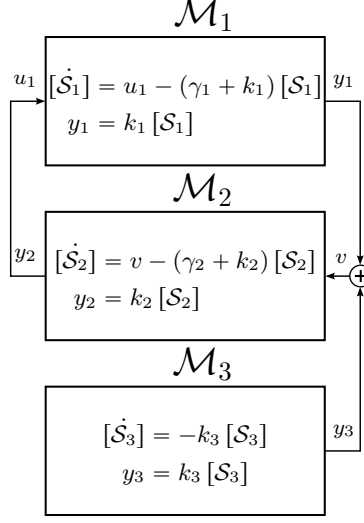 ℳ₁
u₁
[𝒮̇₁] = u₁ − (γ₁ + k₁) [𝒮₁]
y₁ = k₁ [𝒮₁]
y₁
ℳ₂
y₂
[𝒮̇₂] = v − (γ₂ + k₂) [𝒮₂]
y₂ = k₂ [𝒮₂]
v
+
ℳ₃
[𝒮̇₃] = −k₃ [𝒮₃]
y₃ = k₃ [𝒮₃]
y₃